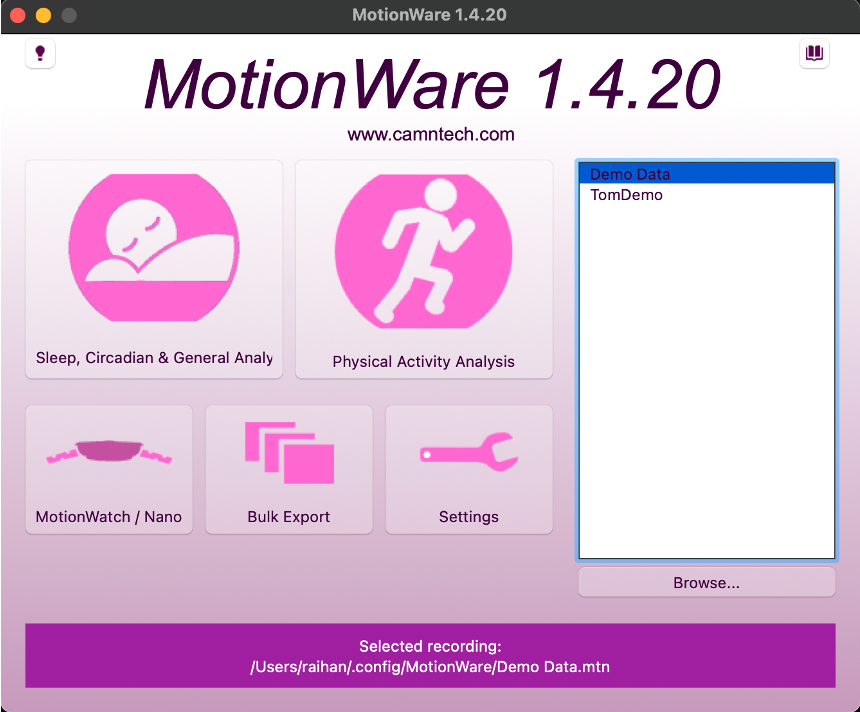 MotionWare 1.4.20
MotionWare 1.4.20
www.camntech.com
Demo Data
TomDemo
Sleep, Circadian & General Analy
Physical Activity Analysis
MotionWatch / Nano
Bulk Export
Settings
Browse...
Selected recording:
/Users/raihan/.config/MotionWare/Demo Data.mtn